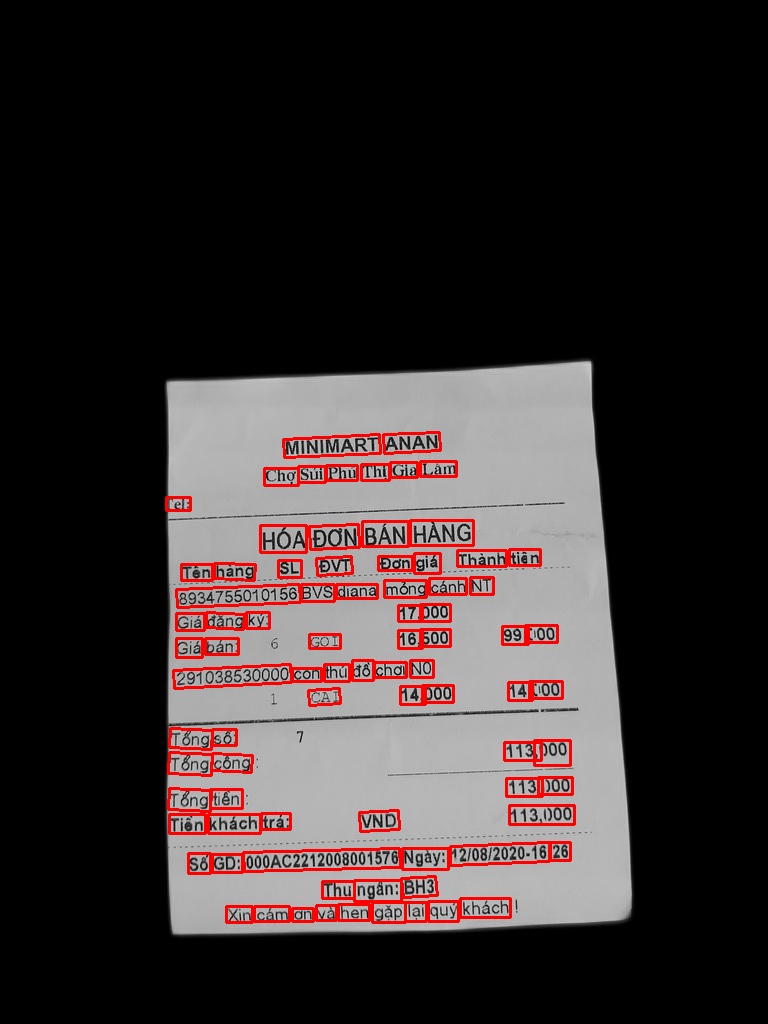 MINIMART ANAN
Chợ Sủi Phú Thị Gia Lâm
Tel:
HÓA ĐƠN BÁN HÀNG
Tên hàng SL ĐVT Đơn giá Thành tiền
8934755010156 BVS diana mỏng cánh NT
Giá đăng ký: 17,000
Giá bán: 6 GOI 16,500 99,000
291038530000 con thú đồ chơi N0
1 CAI 14,000 14,000
Tổng số: 7
Tổng cộng : 113,000
Tổng tiền: 113,000
Tiền khách trả: VND 113,000
Số GD: 000AC2212008001576 Ngày: 12/08/2020-16:26
Thu ngân: BH3
Xin cám ơn và hẹn gặp lại quý khách !